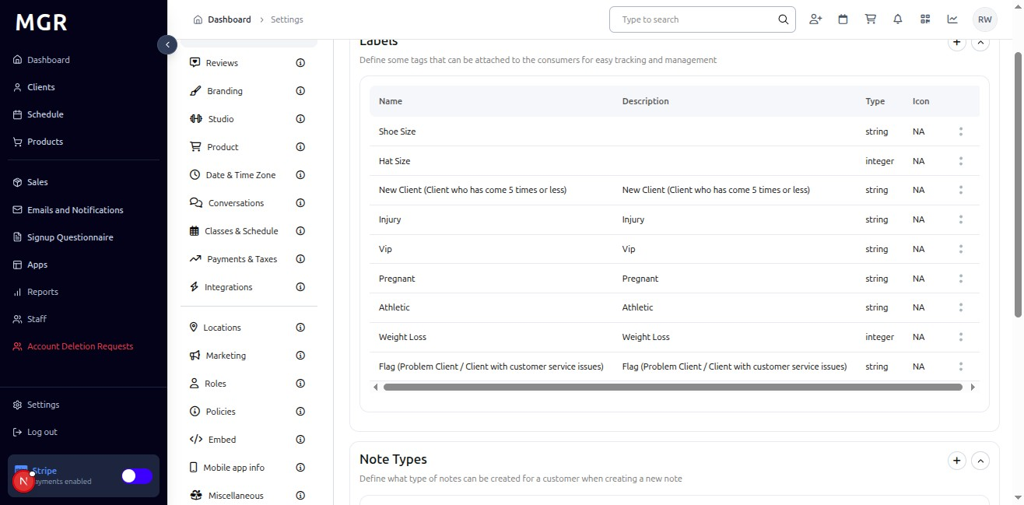 MGR
Dashboard
Clients
Schedule
Products
Sales
Emails and Notifications
Signup Questionnaire
Apps
Reports
Staff
Account Deletion Requests
Settings
Log out
Stripe
ayments enabled
N
Dashboard > Settings
Type to search
RW
Reviews
Branding
Studio
Product
Date & Time Zone
Conversations
Classes & Schedule
Payments & Taxes
Integrations
Locations
Marketing
Roles
Policies
Embed
Mobile app info
Miscellaneous
Labels
Define some tags that can be attached to the consumers for easy tracking and management
Name Description Type Icon
Shoe Size string NA
Hat Size integer NA
New Client (Client who has come 5 times or less) New Client (Client who has come 5 times or less) string NA
Injury Injury string NA
Vip Vip string NA
Pregnant Pregnant string NA
Athletic Athletic string NA
Weight Loss Weight Loss integer NA
Flag (Problem Client / Client with customer service issues) Flag (Problem Client / Client with customer service issues) string NA
Note Types
Define what type of notes can be created for a customer when creating a new note